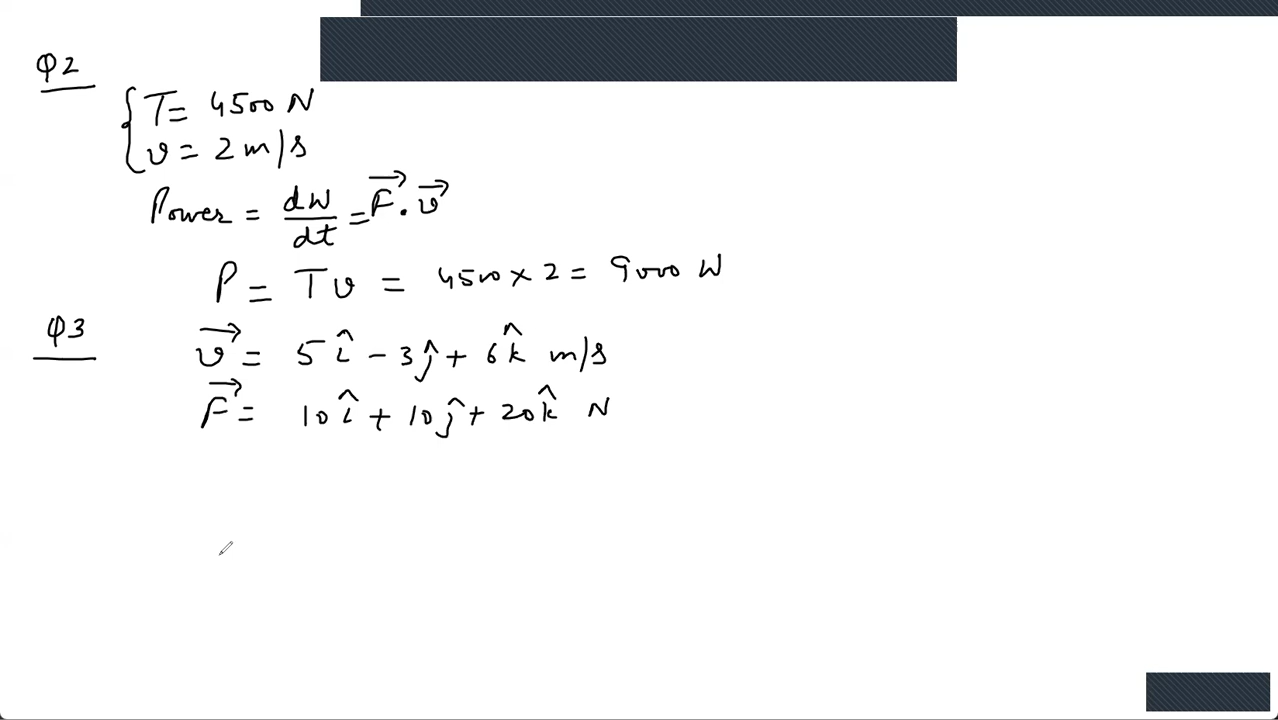 Q2
T = 4500 N
v = 2 m/s
Power = dW/dt = F⃗ . v⃗
P = Tv = 4500 × 2 = 9000 W
Q3
v⃗ = 5î - 3ĵ + 6k̂ m/s
F⃗ = 10î + 10ĵ + 20k̂ N